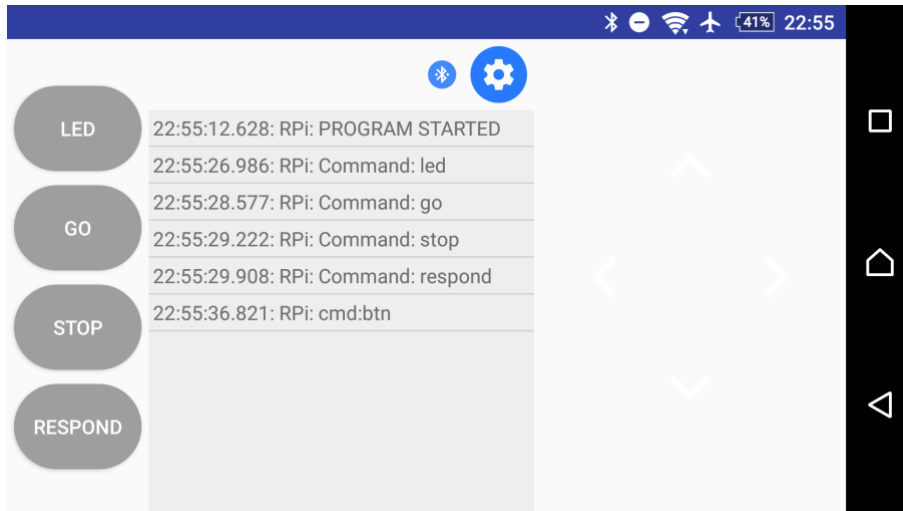 41% 22:55
LED
GO
STOP
RESPOND
22:55:12.628: RPi: PROGRAM STARTED
22:55:26.986: RPi: Command: led
22:55:28.577: RPi: Command: go
22:55:29.222: RPi: Command: stop
22:55:29.908: RPi: Command: respond
22:55:36.821: RPi: cmd:btn